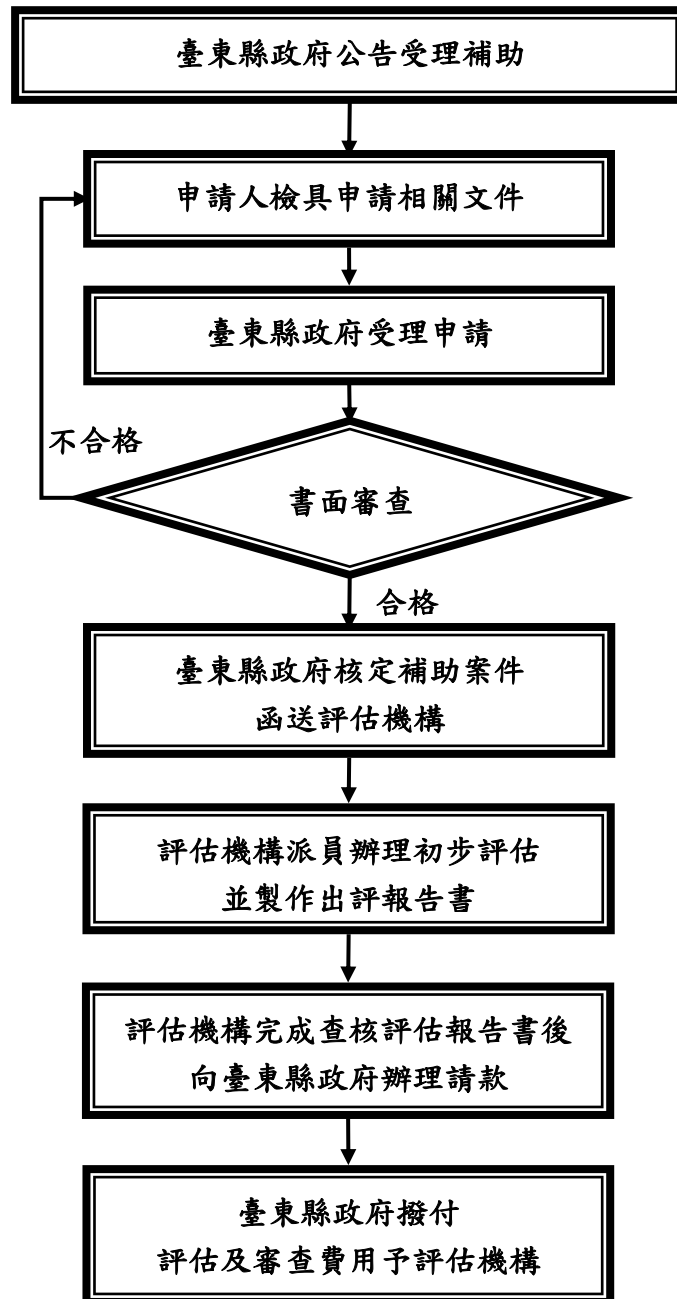 臺東縣政府公告受理補助
申請人檢具申請相關文件
臺東縣政府受理申請
不合格
書面審查
合格
臺東縣政府核定補助案件
函送評估機構
評估機構派員辦理初步評估
並製作出評報告書
評估機構完成查核評估報告書後
向臺東縣政府辦理請款
臺東縣政府撥付
評估及審查費用予評估機構